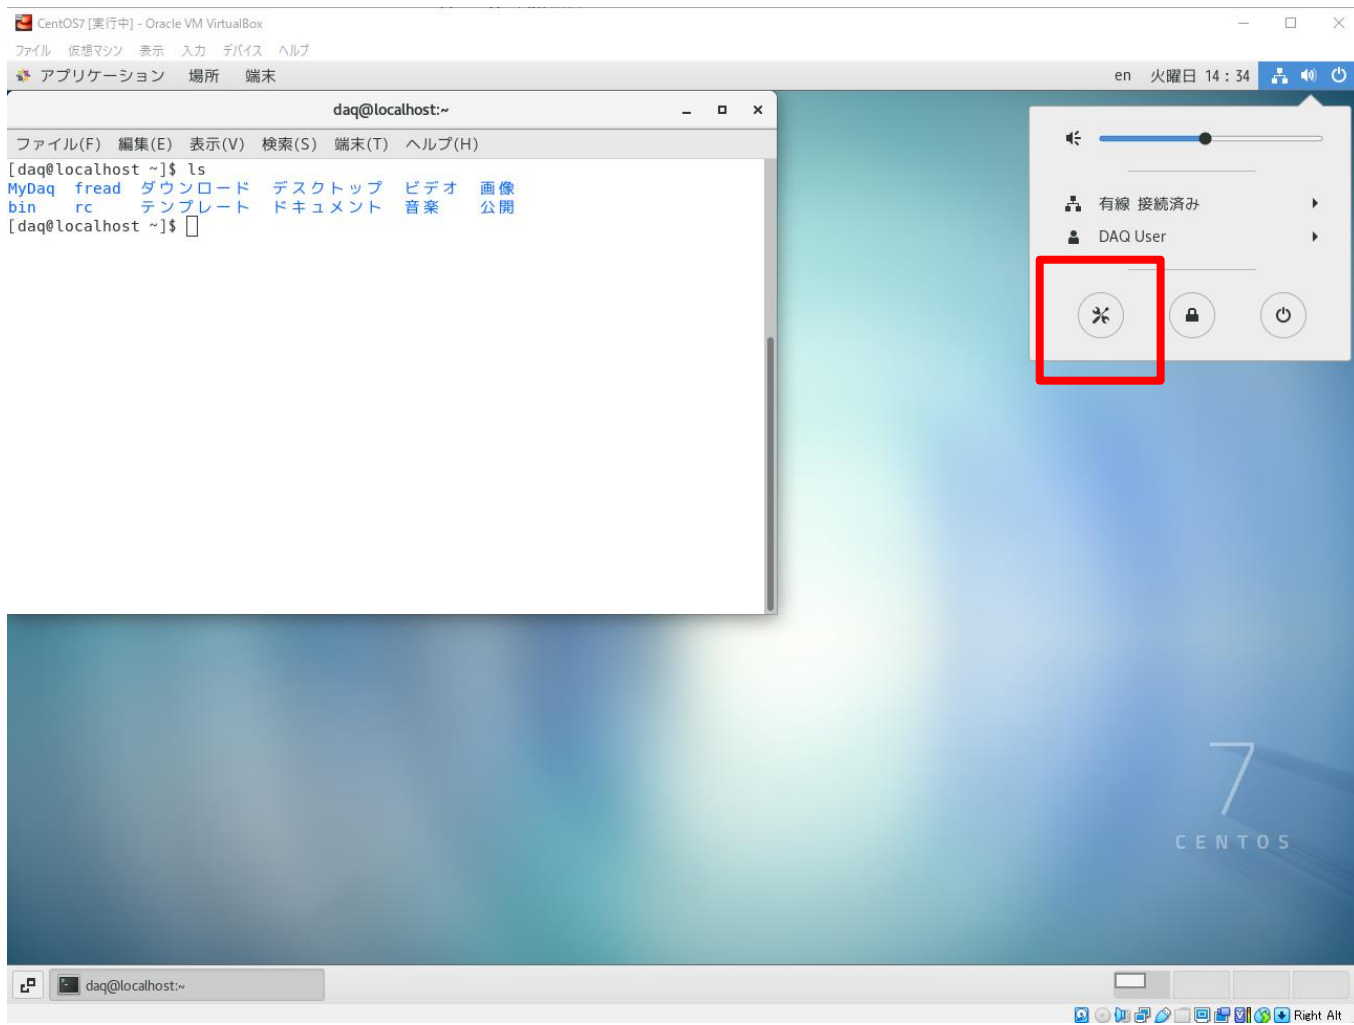 CentOS7 [実行中] - Oracle VM VirtualBox
ファイル 仮想マシン 表示 入力 デバイス ヘルプ
アプリケーション 場所 端末 en 火曜日 14:34
daq@localhost:~
ファイル(F) 編集(E) 表示(V) 検索(S) 端末(T) ヘルプ(H)
[daq@localhost ~]$ ls
MyDaq fread ダウンロード デスクトップ ビデオ 画像
bin rc テンプレート ドキュメント 音楽 公開
[daq@localhost ~]$
有線 接続済み
DAQ User
7
CENTOS
daq@localhost:~
Right Alt